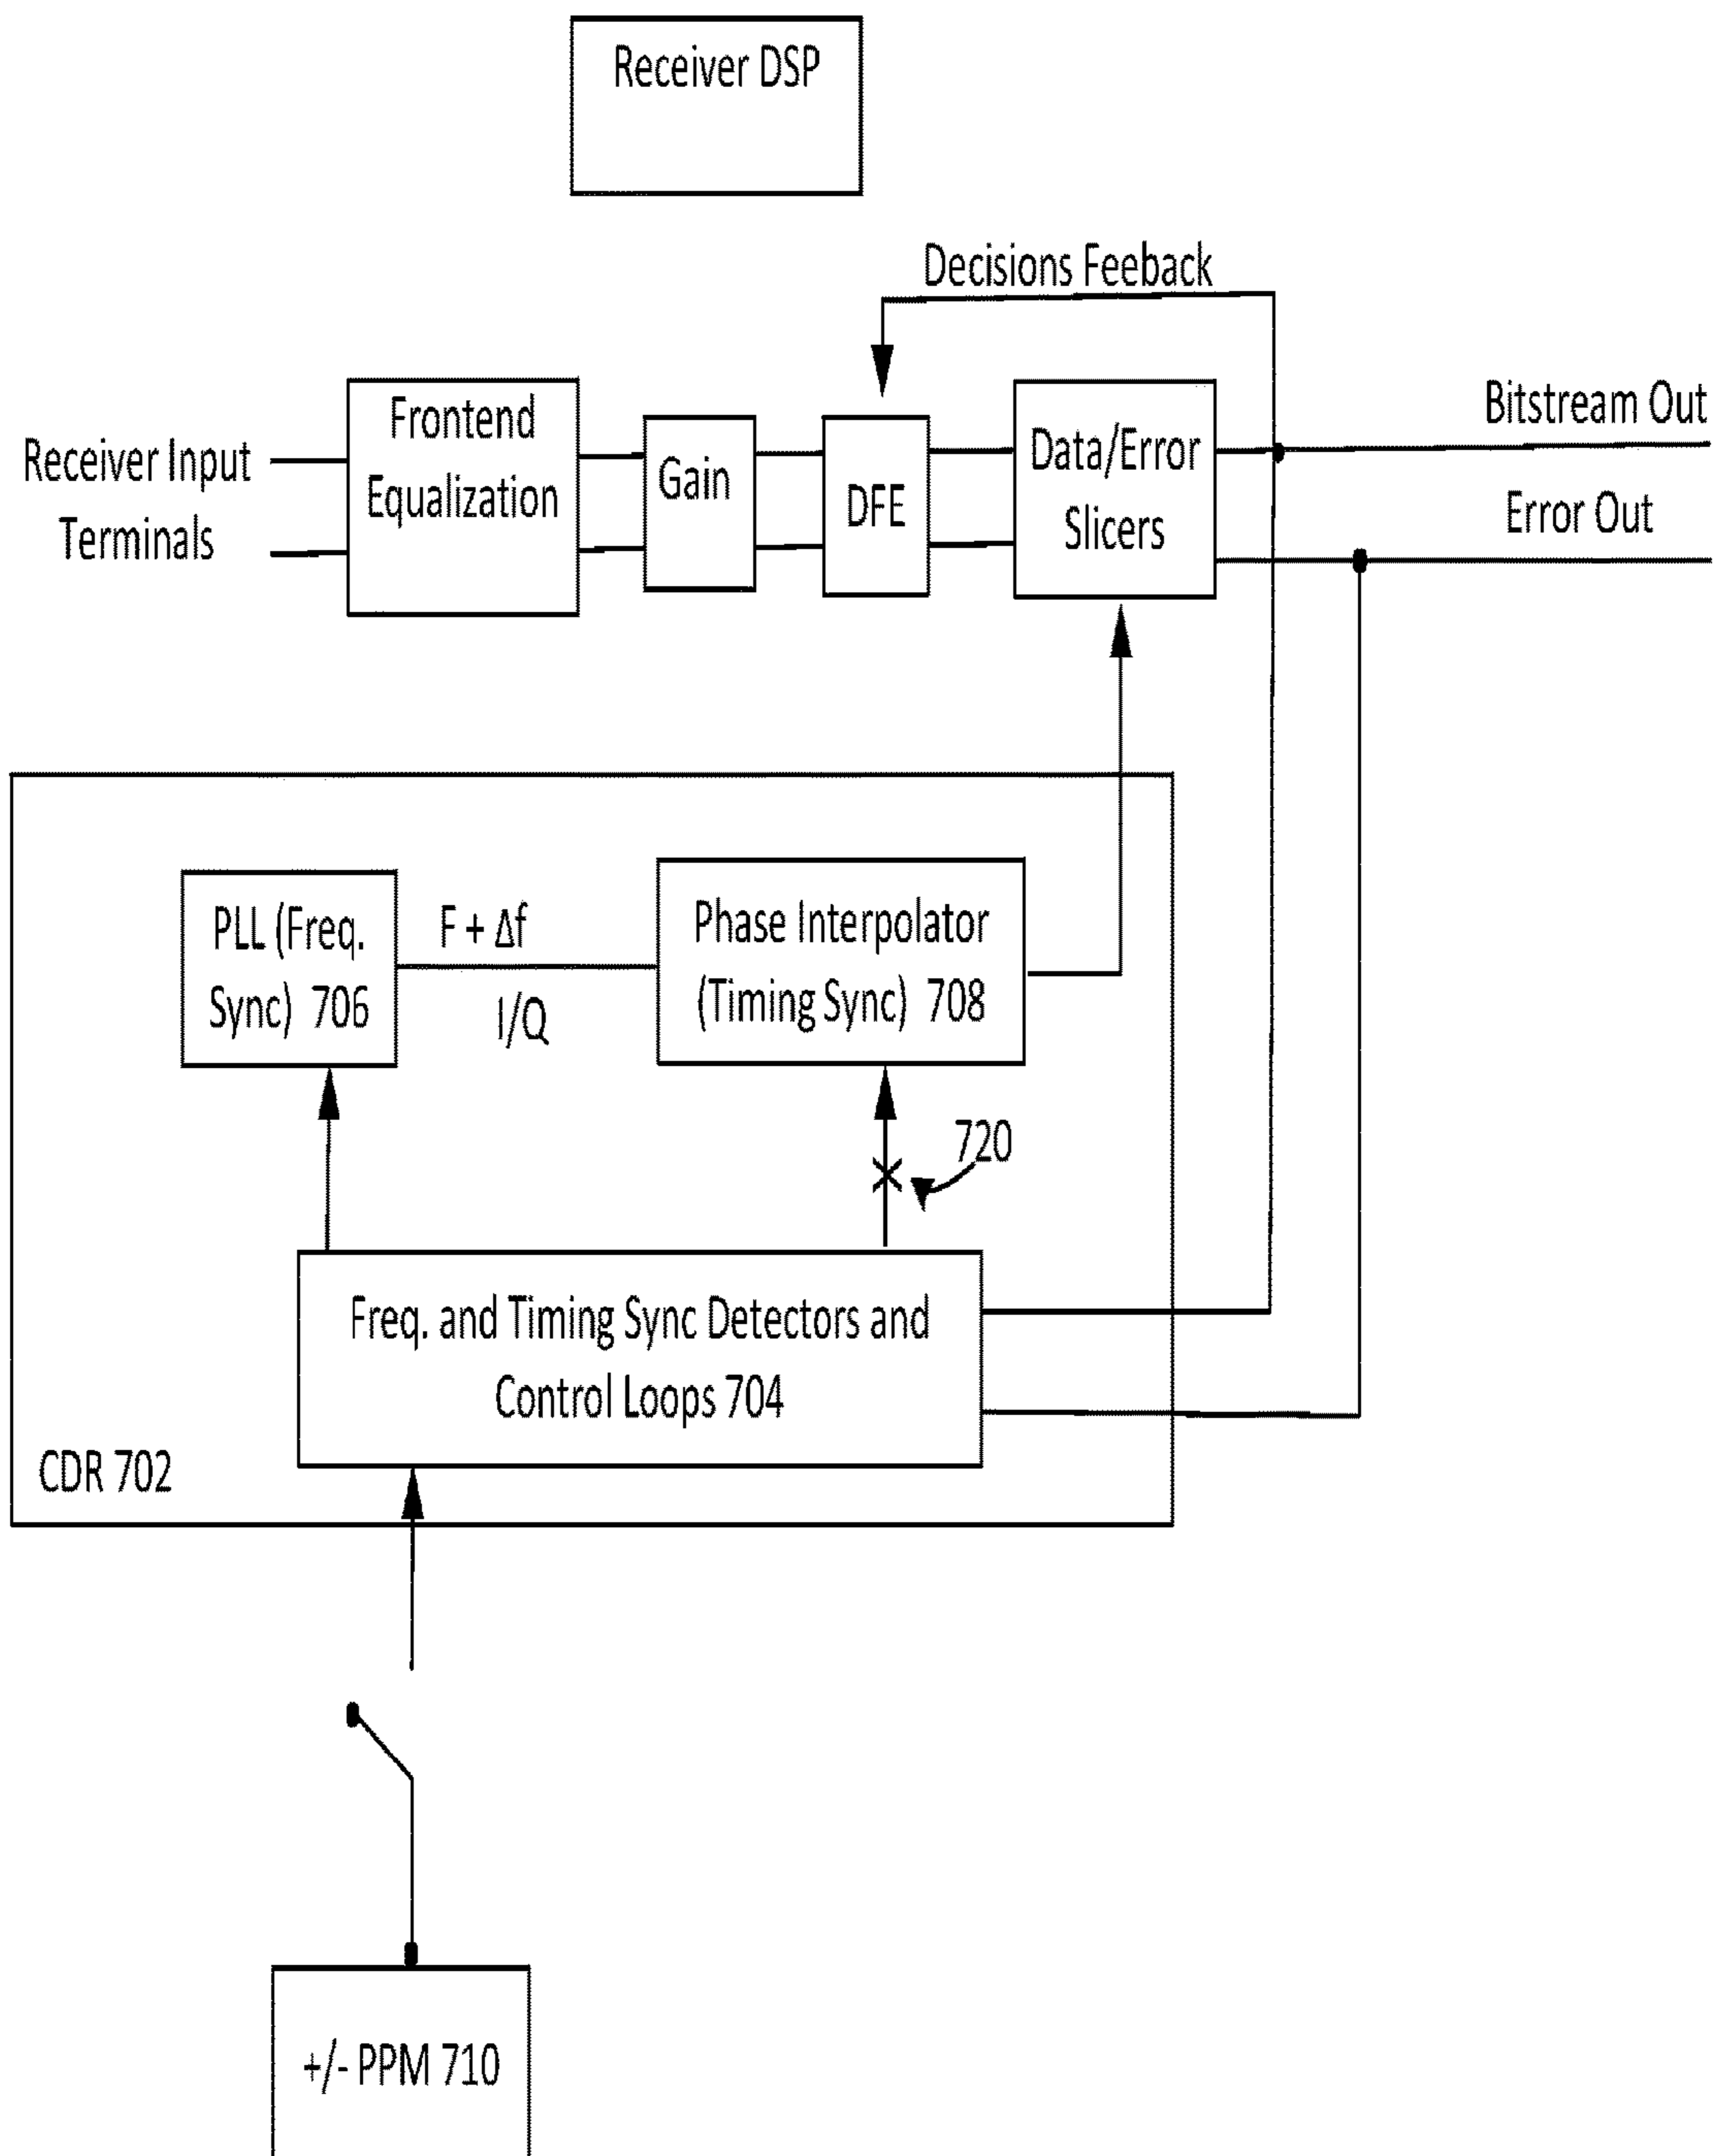 Receiver DSP
Decisions Feeback
Receiver Input
Terminals
Frontend
Equalization
Gain
DFE
Data/Error
Slicers
Bitstream Out
Error Out
PLL (Freq.
Sync) 706
F + Δf
I/Q
Phase Interpolator
(Timing Sync) 708
720
Freq. and Timing Sync Detectors and
Control Loops 704
CDR 702
+/- PPM 710